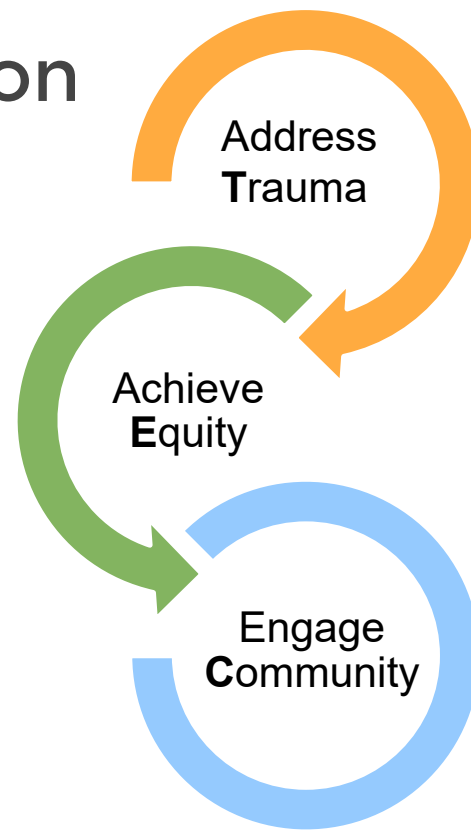 on
Address
Trauma
Achieve
Equity
Engage
Community